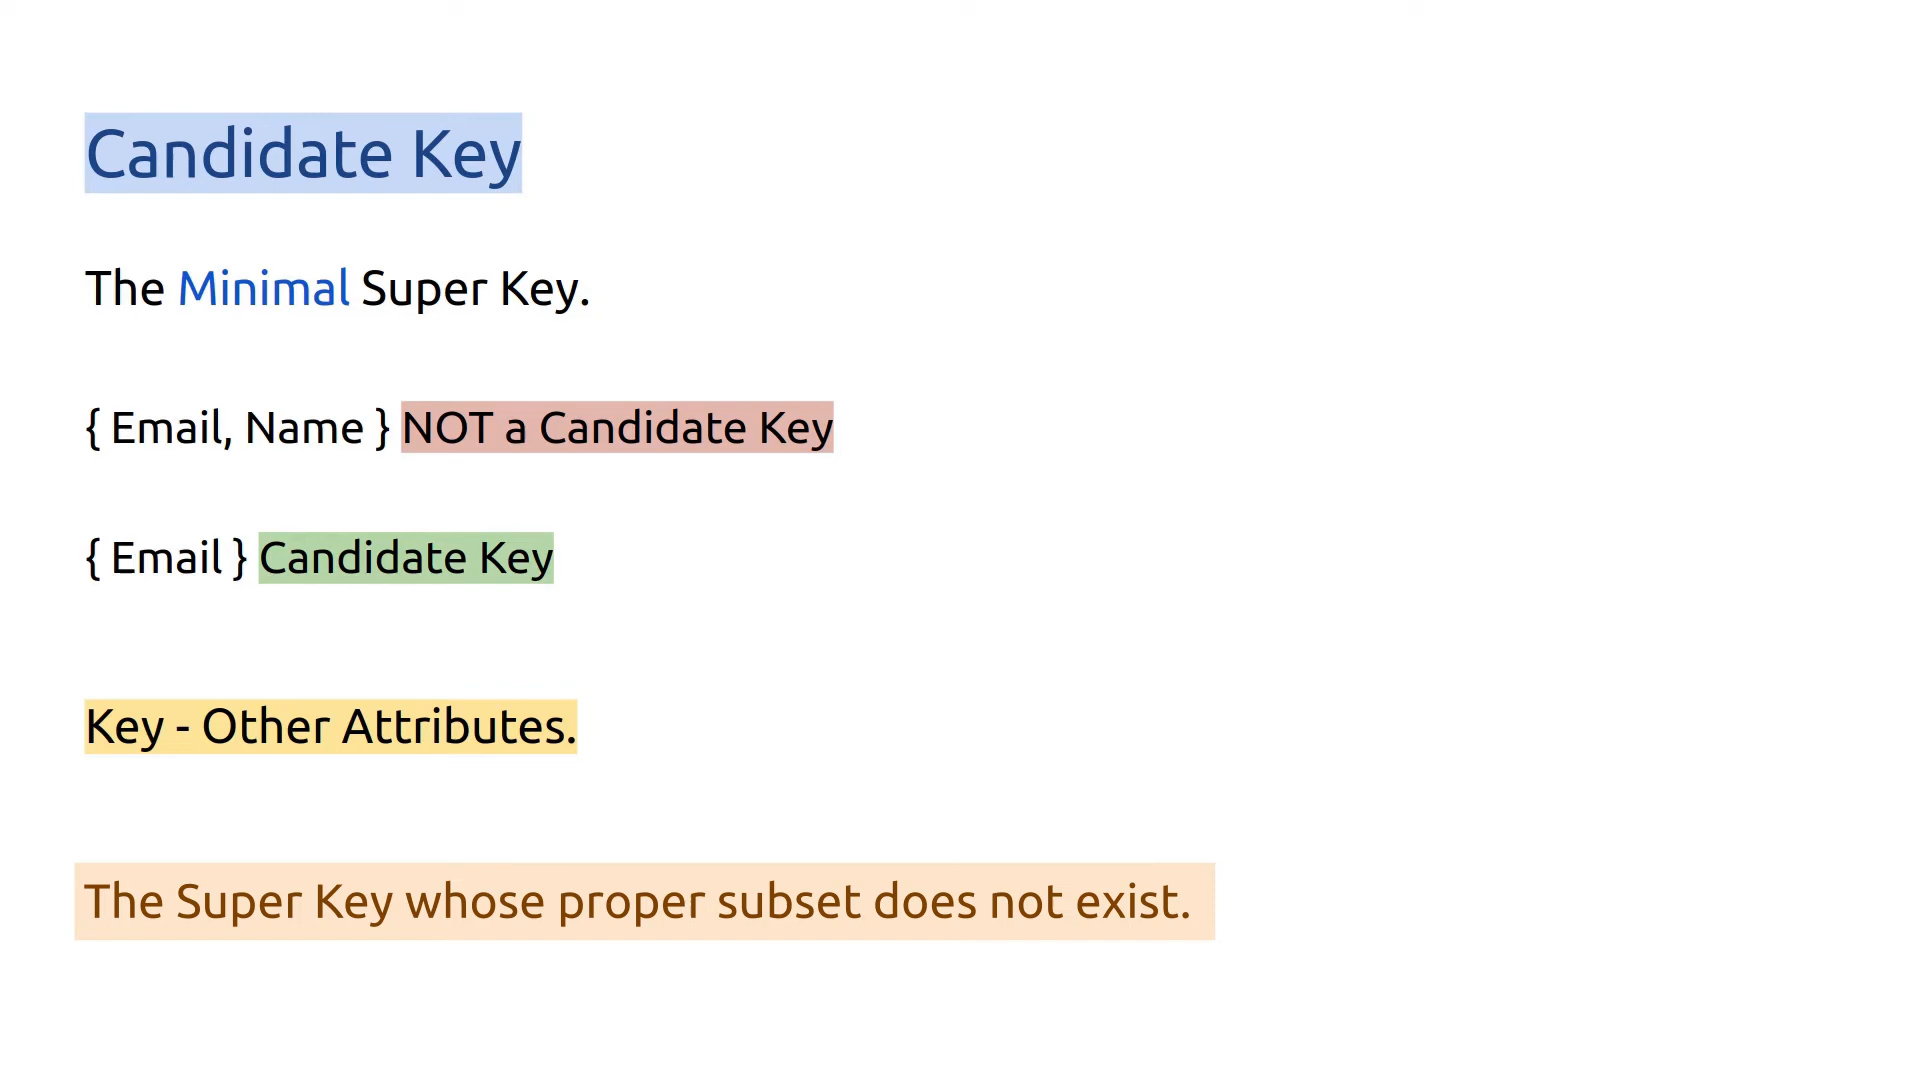 Candidate Key
The Minimal Super Key.
{ Email, Name } NOT a Candidate Key
{ Email } Candidate Key
Key - Other Attributes.
The Super Key whose proper subset does not exist.